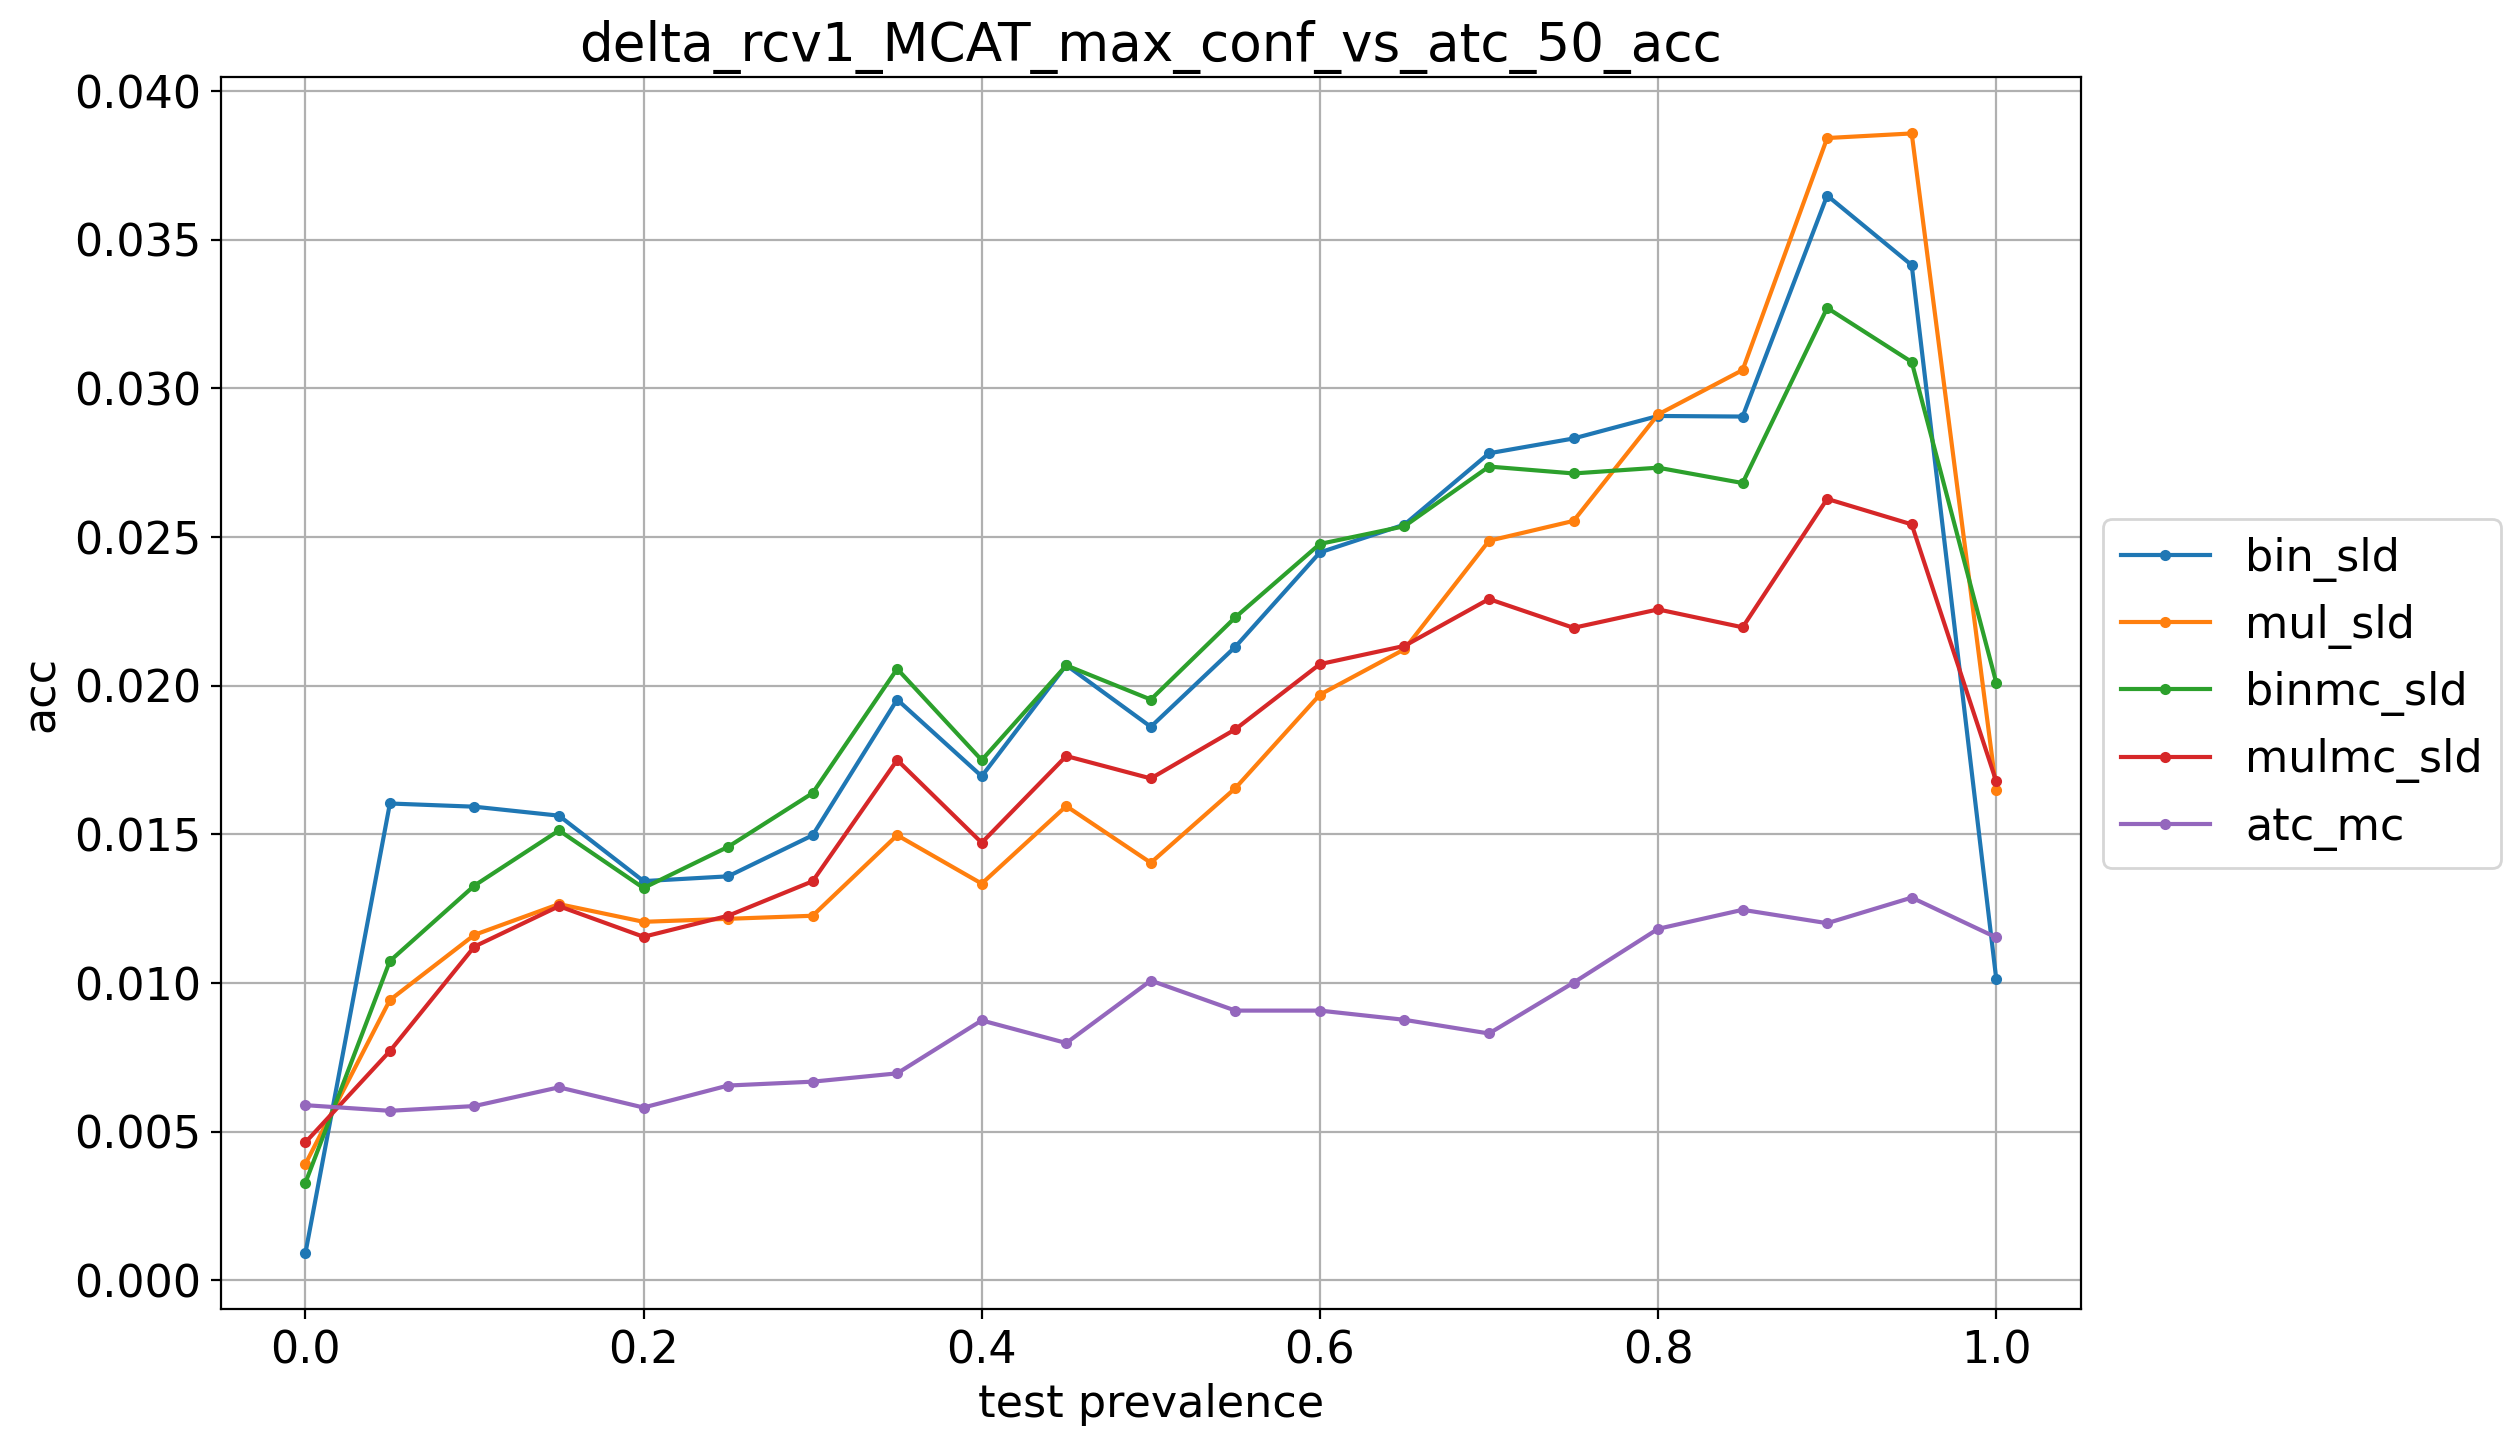 delta_rcv1_MCAT_max_conf_vs_atc_50_acc
0.040
0.035
0.030
0.025
0.020
0.015
0.010
0.005
0.000
acc
0.0 0.2 0.4 0.6 0.8 1.0
test prevalence
bin_sld
mul_sld
binmc_sld
mulmc_sld
atc_mc